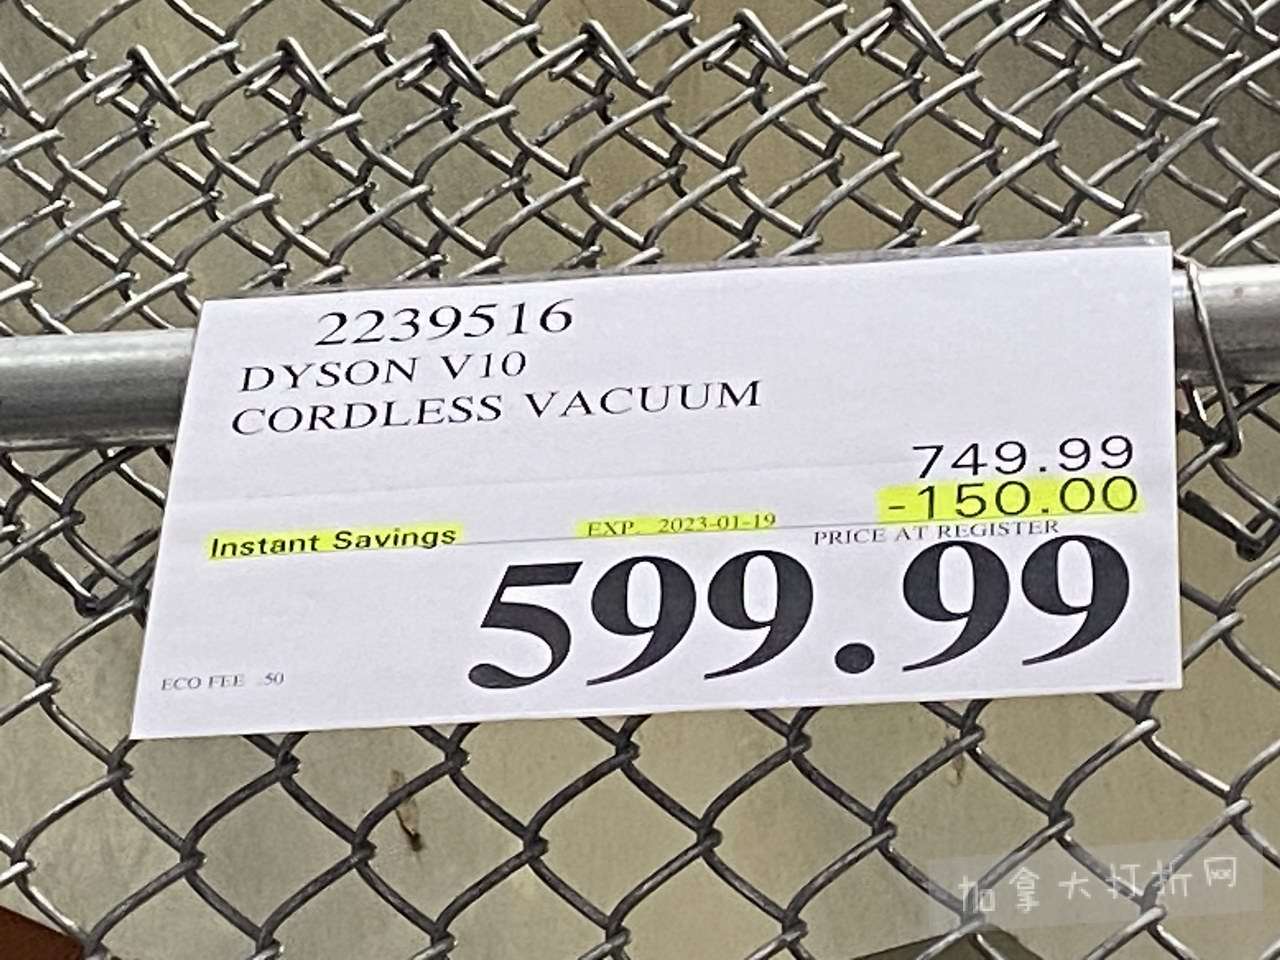 2239516
DYSON V10
CORDLESS VACUUM
749.99
-150.00
Instant Savings EXP. 2023-01-19
PRICE AT REGISTER
599.99
ECO FEE .50
加拿大打折网